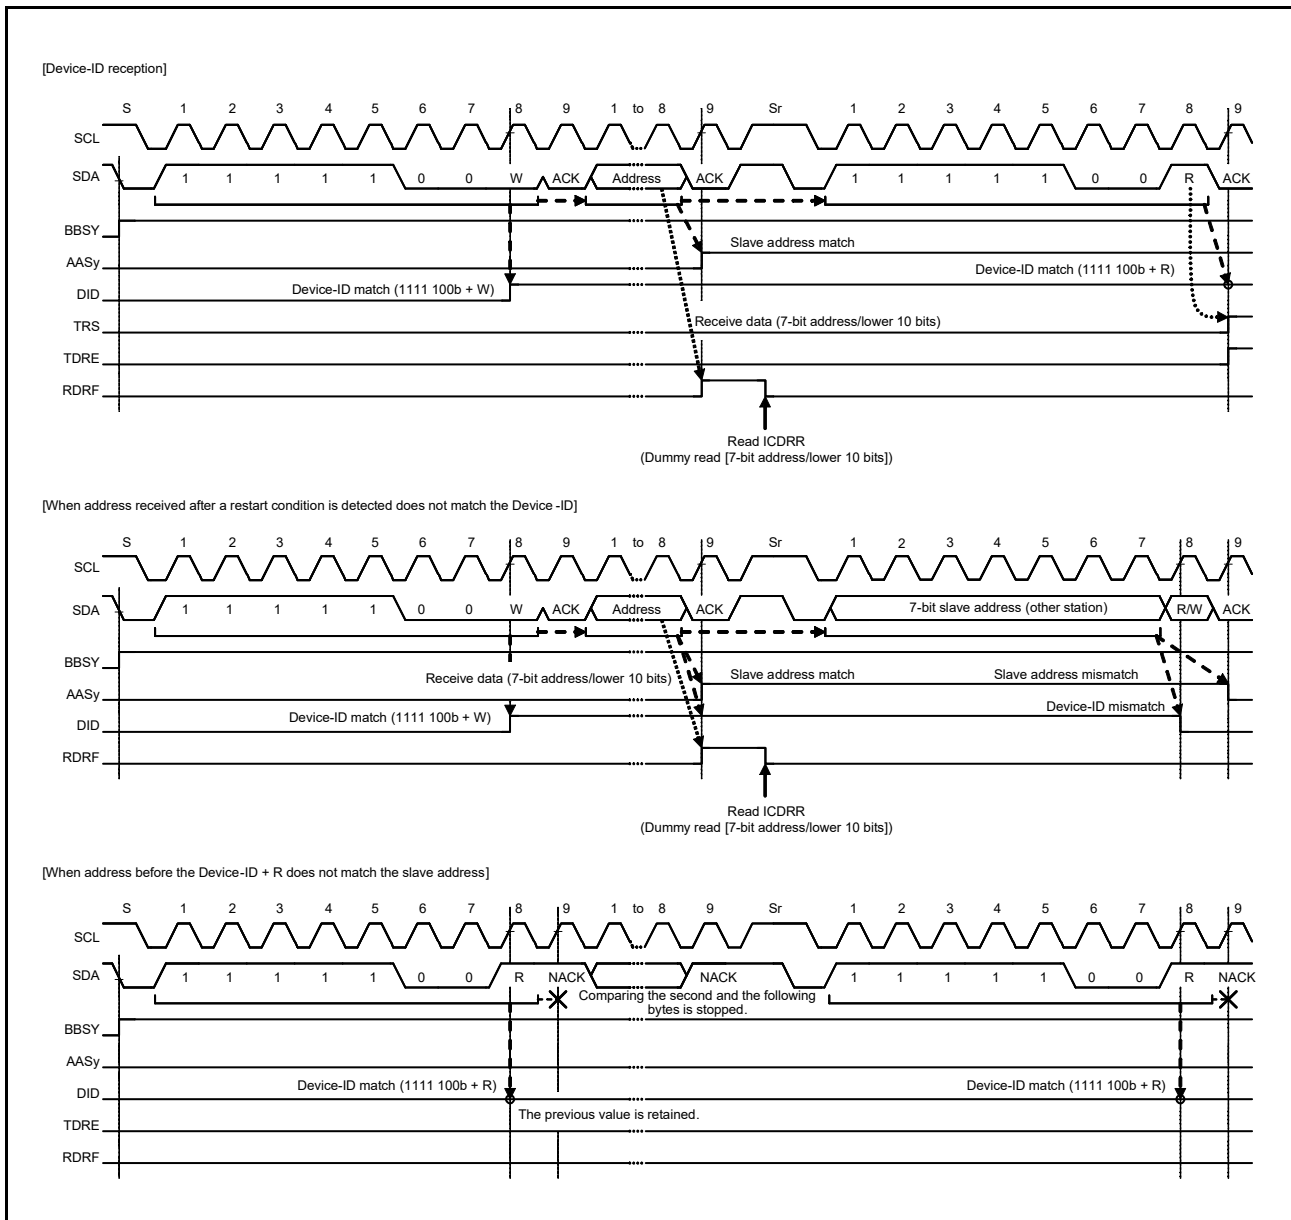 [Device-ID reception]
S 1 2 3 4 5 6 7 8 9 1 to 8 9 Sr 1 2 3 4 5 6 7 8 9
SCL
SDA 1 1 1 1 1 0 0 W ACK Address ACK 1 1 1 1 1 0 0 R ACK
BBSY
Slave address match
AASy
Device-ID match (1111 100b + R)
Device-ID match (1111 100b + W)
DID
TRS
Receive data (7-bit address/lower 10 bits)
TDRE
RDRF
Read ICDRR
(Dummy read [7-bit address/lower 10 bits])
[When address received after a restart condition is detected does not match the Device -ID]
S 1 2 3 4 5 6 7 8 9 1 to 8 9 Sr 1 2 3 4 5 6 7 8 9
SCL
SDA 1 1 1 1 1 0 0 W ACK Address ACK 7-bit slave address (other station) R/W ACK
BBSY
Receive data (7-bit address/lower 10 bits) Slave address match Slave address mismatch
AASy
Device-ID match (1111 100b + W) Device-ID mismatch
DID
RDRF
Read ICDRR
(Dummy read [7-bit address/lower 10 bits])
[When address before the Device-ID + R does not match the slave address]
S 1 2 3 4 5 6 7 8 9 1 to 8 9 Sr 1 2 3 4 5 6 7 8 9
SCL
SDA 1 1 1 1 1 0 0 R NACK NACK 1 1 1 1 1 0 0 R NACK
Comparing the second and the following
bytes is stopped.
BBSY
AASy
Device-ID match (1111 100b + R) Device-ID match (1111 100b + R)
DID
The previous value is retained.
TDRE
RDRF